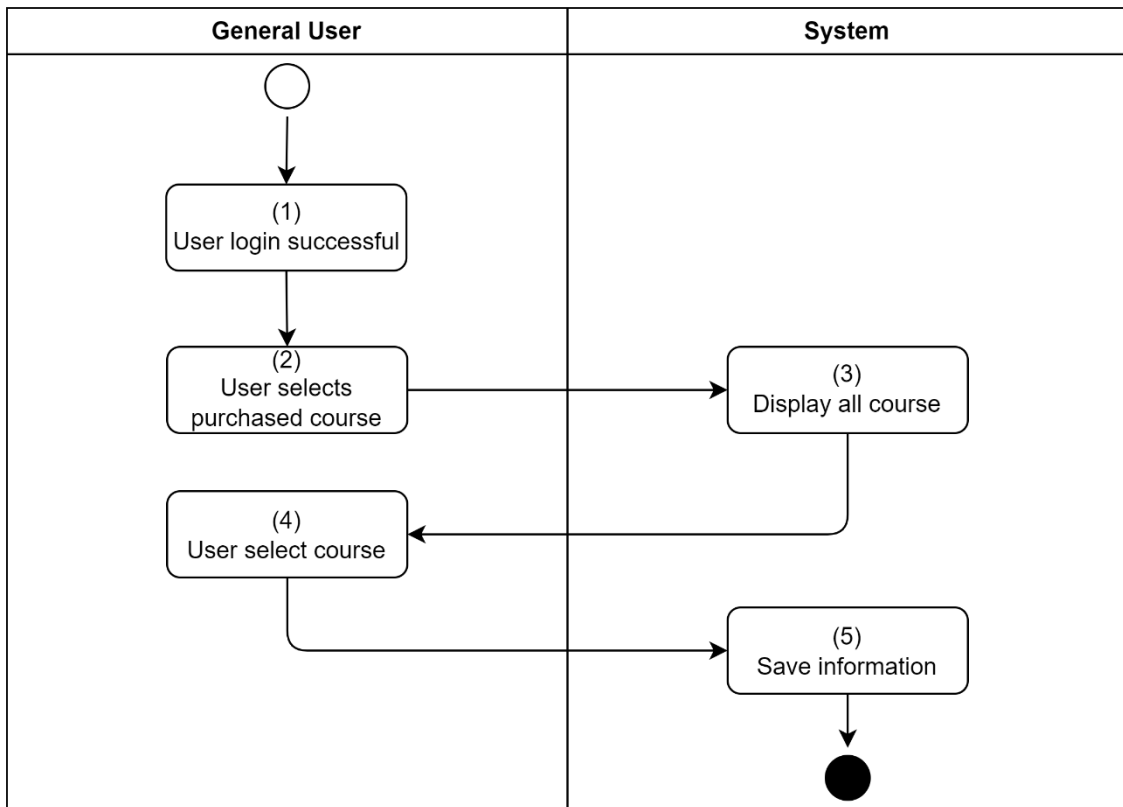 General User
System
(1)
User login successful
(2)
User selects
purchased course
(3)
Display all course
(4)
User select course
(5)
Save information